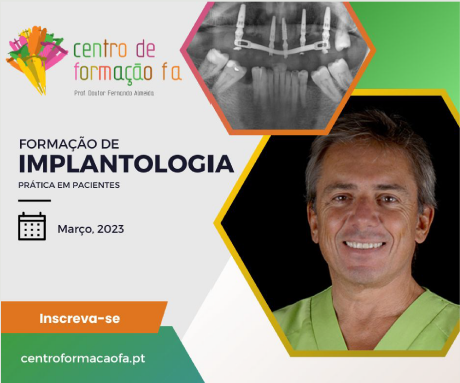 centro de
formação fa
Prof. Doutor Fernando Almeida
FORMAÇÃO DE
IMPLANTOLOGIA
PRÁTICA EM PACIENTES
Março, 2023
Inscreva-se
centroformacaofa.pt